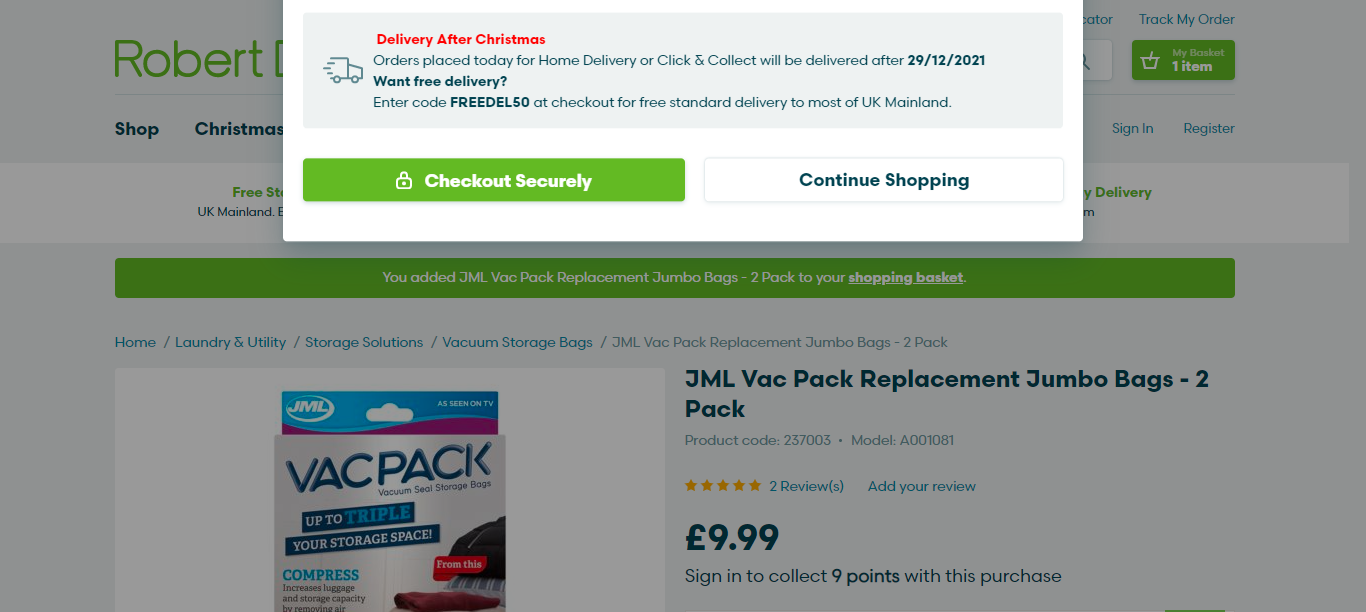 Delivery After Christmas
Orders placed today for Home Delivery or Click & Collect will be delivered after 29/12/2021
Want free delivery?
Enter code FREEDEL50 at checkout for free standard delivery to most of UK Mainland.
Checkout Securely
Continue Shopping
cator
Track My Order
Robert
My Basket
1 item
Shop
Christmas
Sign In
Register
Free
UK Mainland.
y Delivery
m
You added JML Vac Pack Replacement Jumbo Bags - 2 Pack to your shopping basket.
Home / Laundry & Utility / Storage Solutions / Vacuum Storage Bags / JML Vac Pack Replacement Jumbo Bags - 2 Pack
JML
AS SEEN ON TV
VACPACK
Vacuum Seal Storage Bags
UP TO TRIPLE
YOUR STORAGE SPACE!
From this
COMPRESS
Increases luggage
and storage capacity
by removing air
JML Vac Pack Replacement Jumbo Bags - 2
Pack
Product code: 237003 • Model: A001081
2 Review(s)
Add your review
£9.99
Sign in to collect 9 points with this purchase